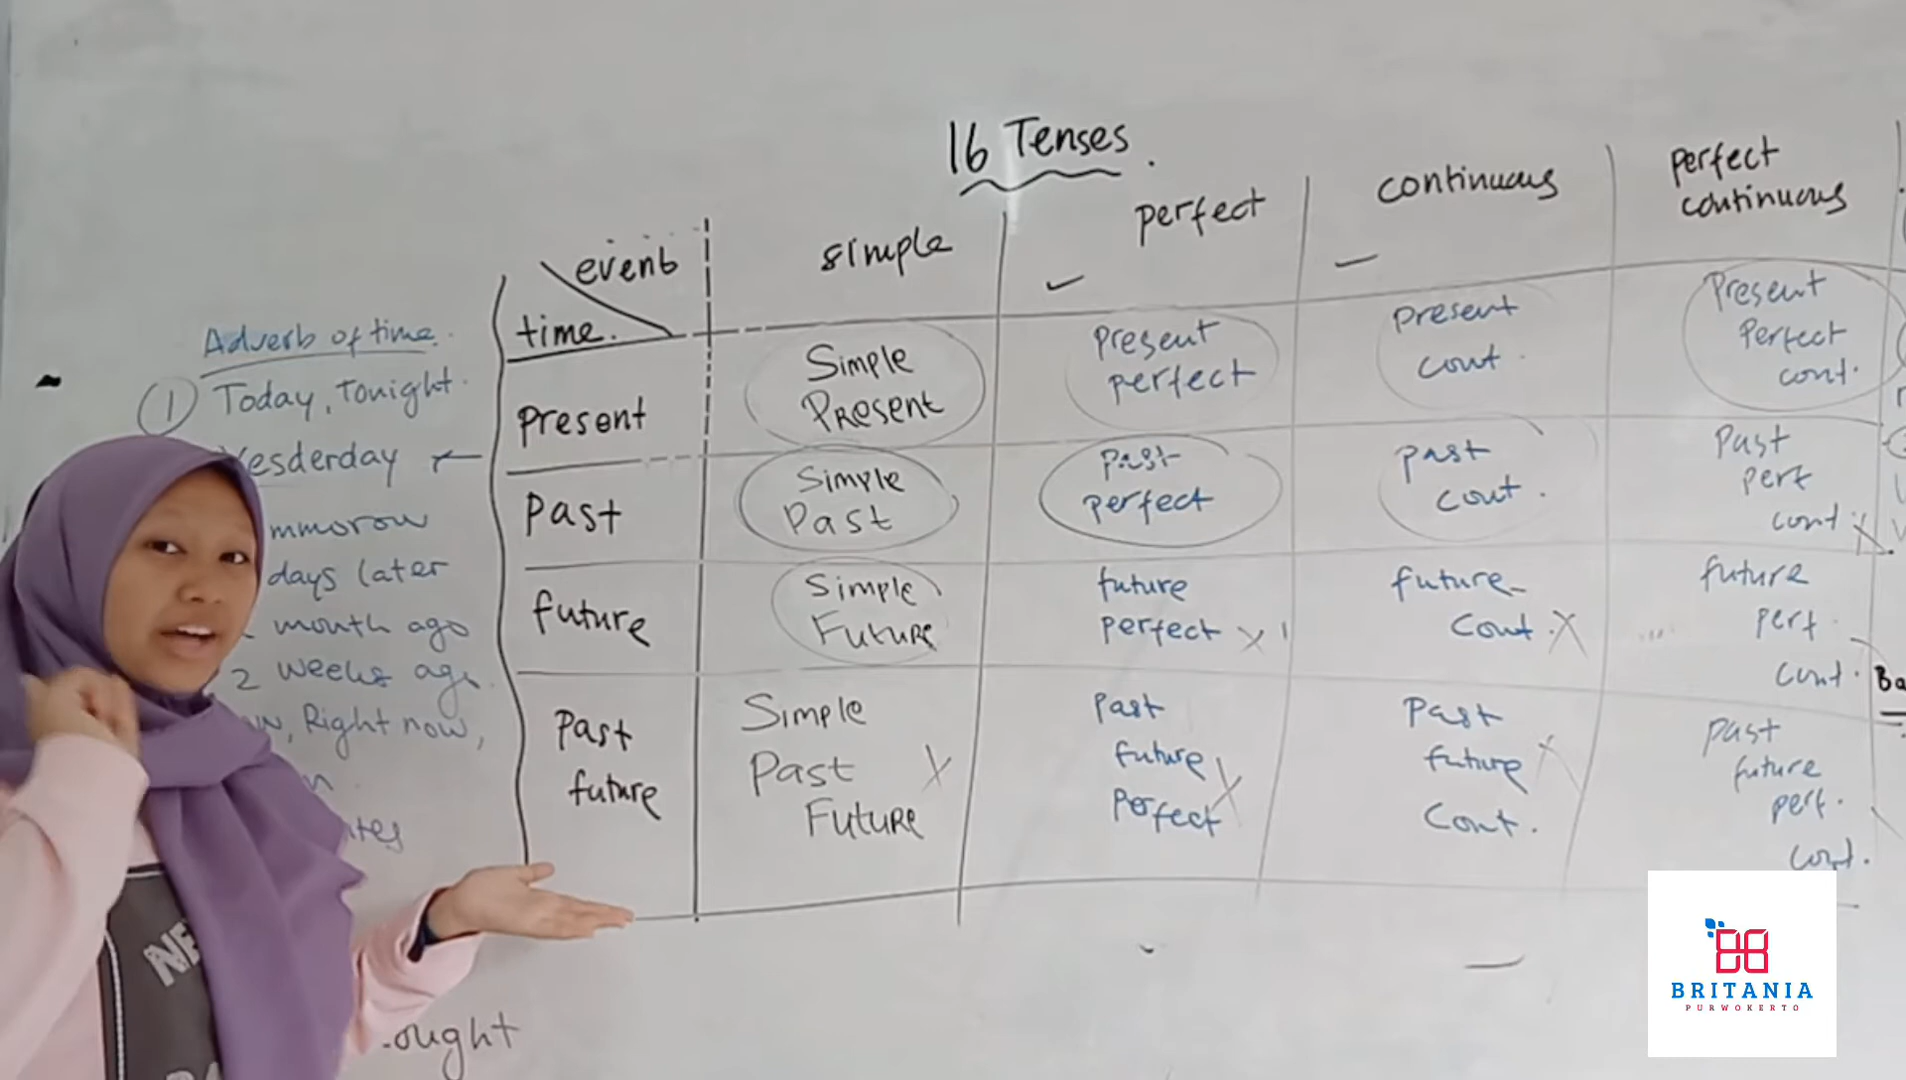 16 Tenses.
event
time.
simple
perfect
continuous
perfect
continuous
Present
Simple
Present
Present
perfect
present
cont.
Present
Perfect
cont.
Past
Simple
Past
past
perfect
past
cont.
Past
perf
cont X
future
Simple
Future
future
perfect X
future
cont. X
future
perf.
cont.
Past
future
Simple
Past X
Future
Past
future X
Perfect
Past
future X
Cont.
Past
future
perf.
cont.
Adverb of time.
1 Today, Tonight.
Yesderday
days later
month ago
2 weeks ago
Right now,
BRITANIA
PURWOKERTO